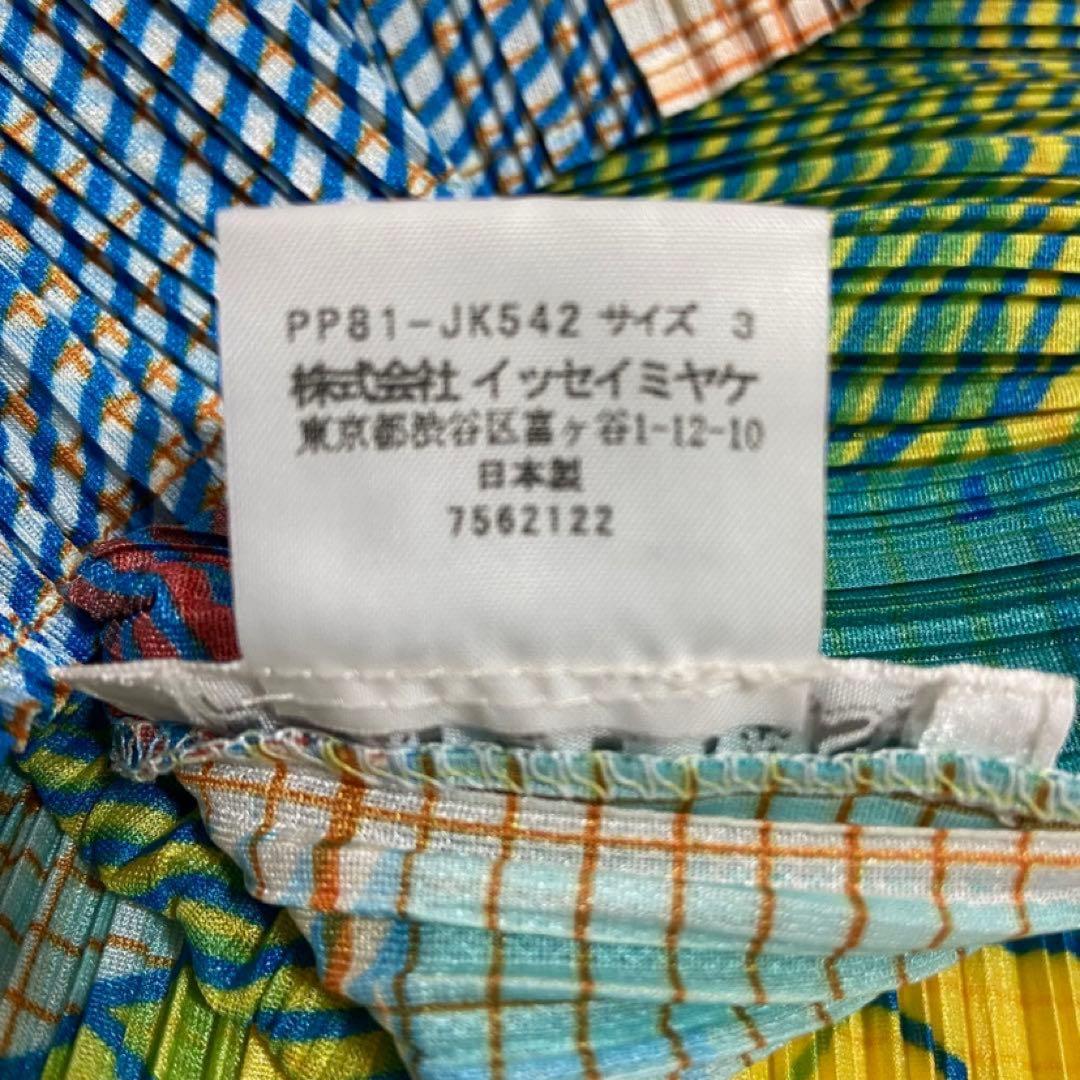 PP81-JK542 サイズ 3
株式会社 イッセイミヤケ
東京都渋谷区富ヶ谷1-12-10
日本製
7562122